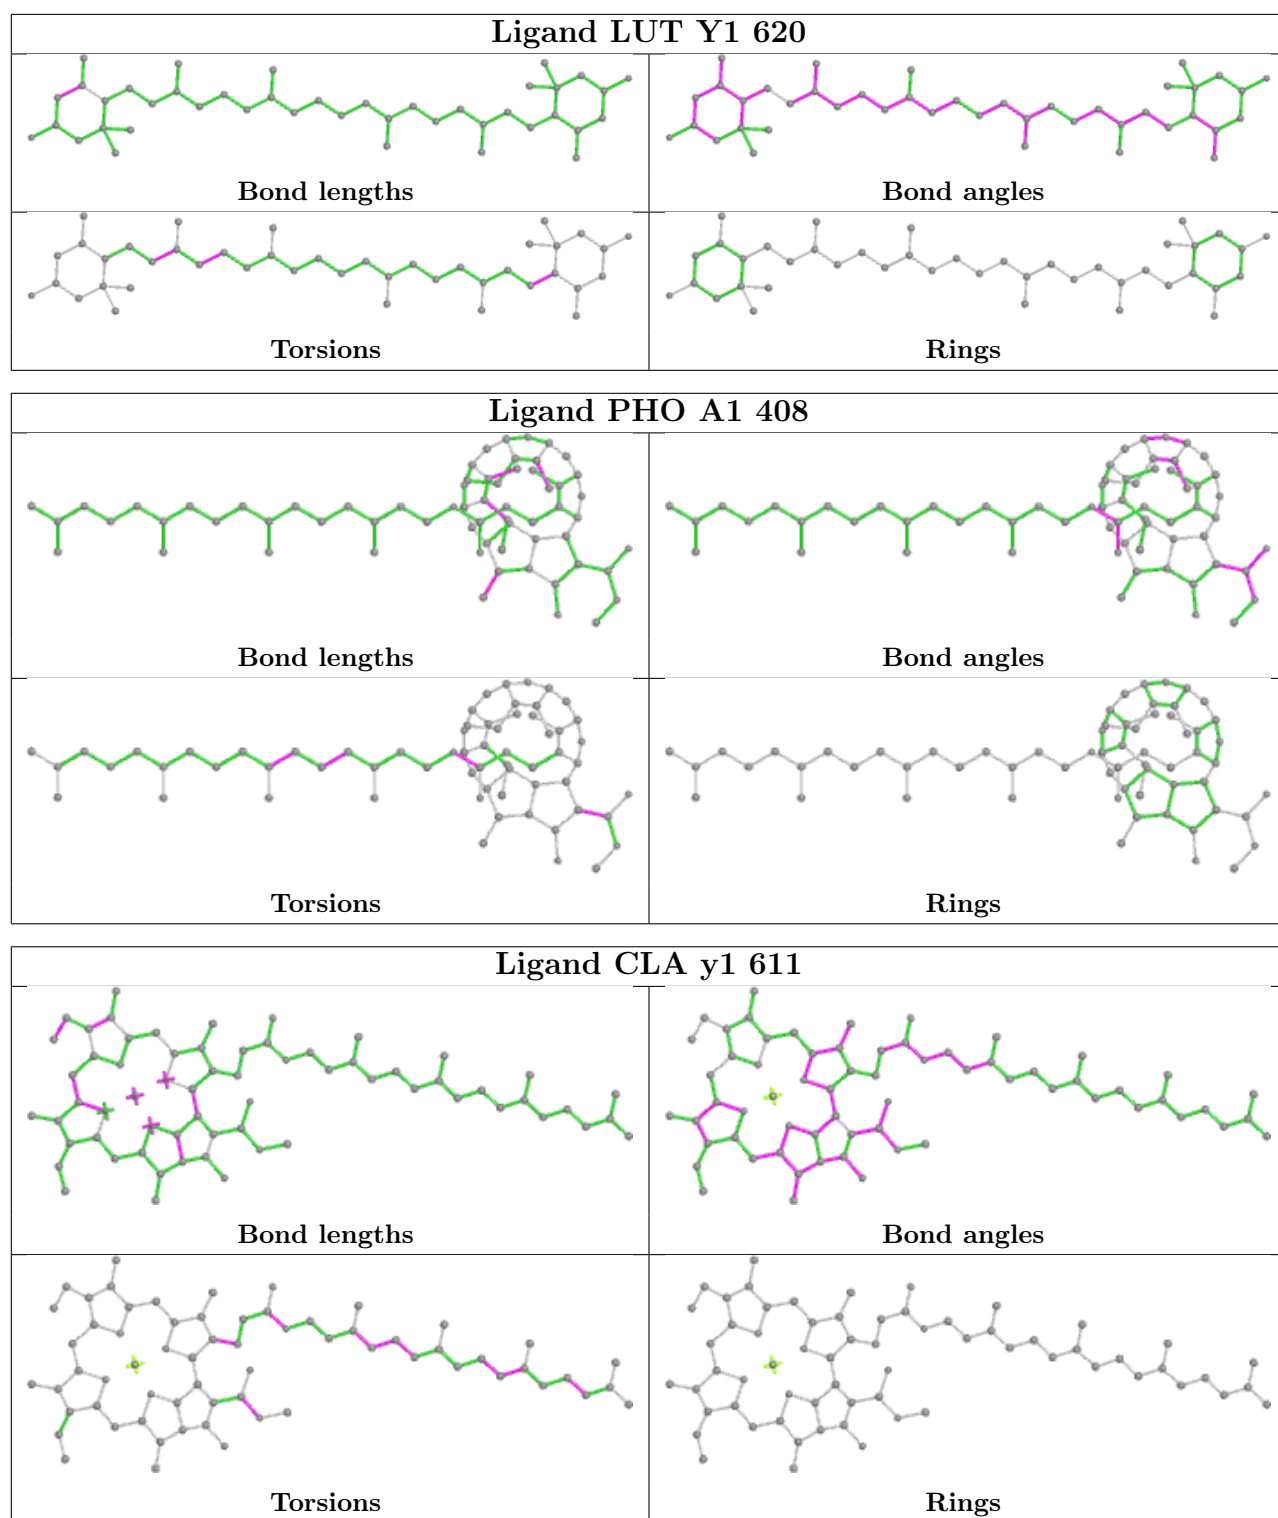 Ligand LUT Y1 620
Bond lengths
Bond angles
Torsions
Rings
Ligand PHO A1 408
Bond lengths
Bond angles
Torsions
Rings
Ligand CLA y1 611
Bond lengths
Bond angles
Torsions
Rings